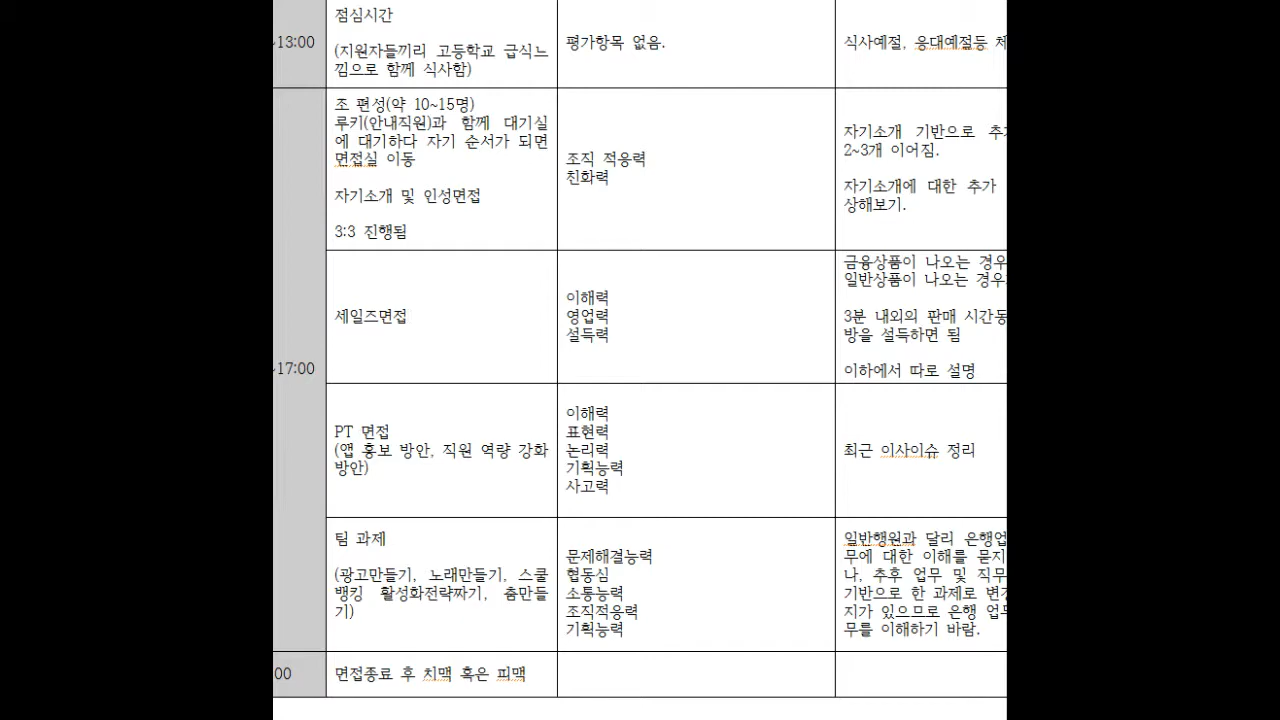 점심시간
~13:00
(지원자들끼리 고등학교 급식느
낌으로 함께 식사함)
평가항목 없음.
식사예절, 응대예절등 체
조 편성(약 10~15명)
루키(안내직원)과 함께 대기실
에 대기하다 자기 순서가 되면
면접실 이동
자기소개 및 인성면접
3:3 진행됨
조직 적응력
친화력
자기소개 기반으로 추가
2~3개 이어짐.
자기소개에 대한 추가
상해보기.
~17:00
세일즈면접
이해력
영업력
설득력
금융상품이 나오는 경우
일반상품이 나오는 경우
3분 내외의 판매 시간동
방을 설득하면 됨
이하에서 따로 설명
PT 면접
(앱 홍보 방안, 직원 역량 강화
방안)
이해력
표현력
논리력
기획능력
사고력
최근 이사이슈 정리
팀 과제
(광고만들기, 노래만들기, 스쿨
뱅킹 활성화전략짜기, 춤만들
기)
문제해결능력
협동심
소통능력
조직적응력
기획능력
일반행원과 달리 은행업
무에 대한 이해를 묻지
나, 추후 업무 및 직무
기반으로 한 과제로 변경
지가 있으므로 은행 업무
무를 이해하기 바람.
00
면접종료 후 치맥 혹은 피맥